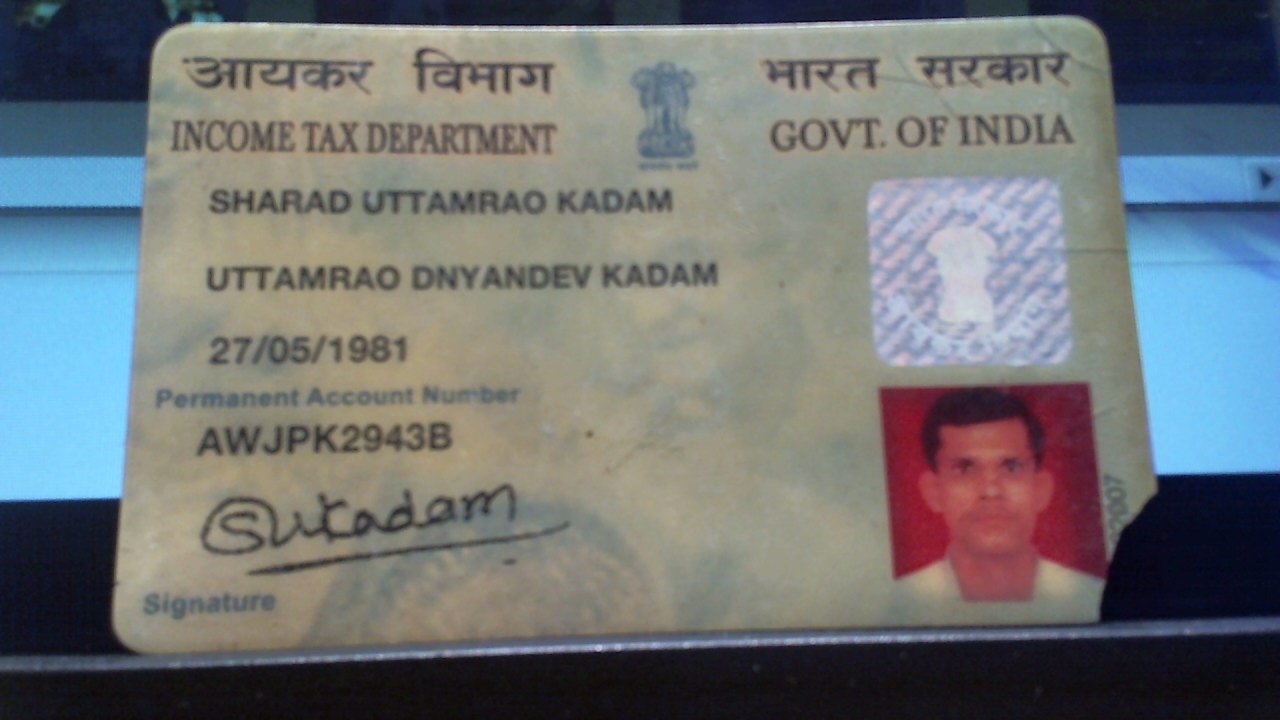 आयकर विभाग
भारत सरकार
INCOME TAX DEPARTMENT
GOVT. OF INDIA
SHARAD UTTAMRAO KADAM
UTTAMRAO DNYANDEV KADAM
27/05/1981
Permanent Account Number
AWJPK2943B
SUKadam
Signature